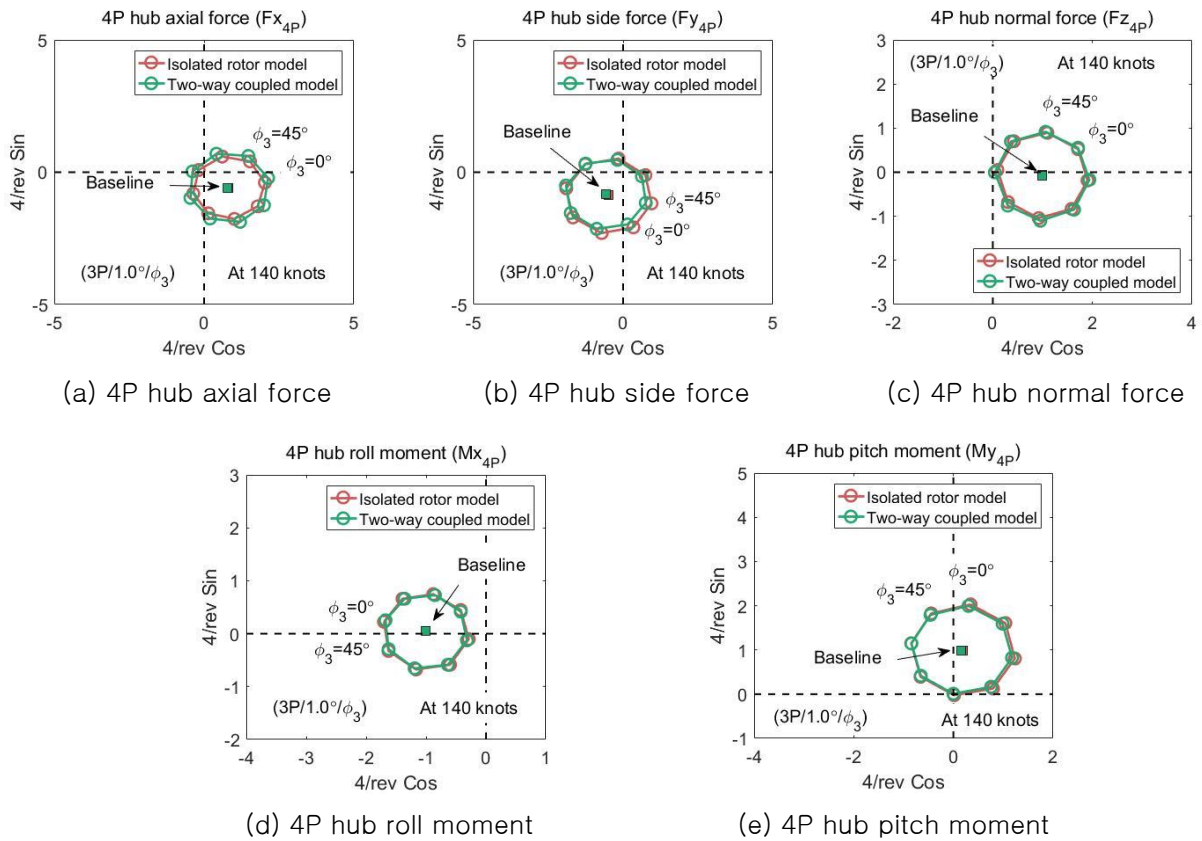 4P hub axial force (Fx4P)
5
0
-5
4/rev Sin
Isolated rotor model
Two-way coupled model
ϕ3=45°
ϕ3=0°
Baseline
(3P/1.0°/ϕ3)
At 140 knots
-5
0
5
4/rev Cos
(a) 4P hub axial force
4P hub side force (Fy4P)
5
0
-5
Isolated rotor model
Two-way coupled model
Baseline
ϕ3=45°
ϕ3=0°
(3P/1.0°/ϕ3)
At 140 knots
-5
0
5
4/rev Cos
(b) 4P hub side force
4P hub normal force (Fz4P)
3
2
1
0
-1
-2
-3
(3P/1.0°/ϕ3)
At 140 knots
ϕ3=45°
ϕ3=0°
Baseline
Isolated rotor model
Two-way coupled model
-2
0
2
4
4/rev Cos
(c) 4P hub normal force
4P hub roll moment (Mx4P)
3
2
1
0
-1
-2
4/rev Sin
Isolated rotor model
Two-way coupled model
Baseline
ϕ3=0°
ϕ3=45°
(3P/1.0°/ϕ3)
At 140 knots
-4
-3
-2
-1
0
1
4/rev Cos
(d) 4P hub roll moment
4P hub pitch moment (My4P)
5
4
3
2
1
0
-1
4/rev Sin
Isolated rotor model
Two-way coupled model
ϕ3=0°
ϕ3=45°
Baseline
(3P/1.0°/ϕ3)
At 140 knots
-4
-2
0
2
4/rev Cos
(e) 4P hub pitch moment